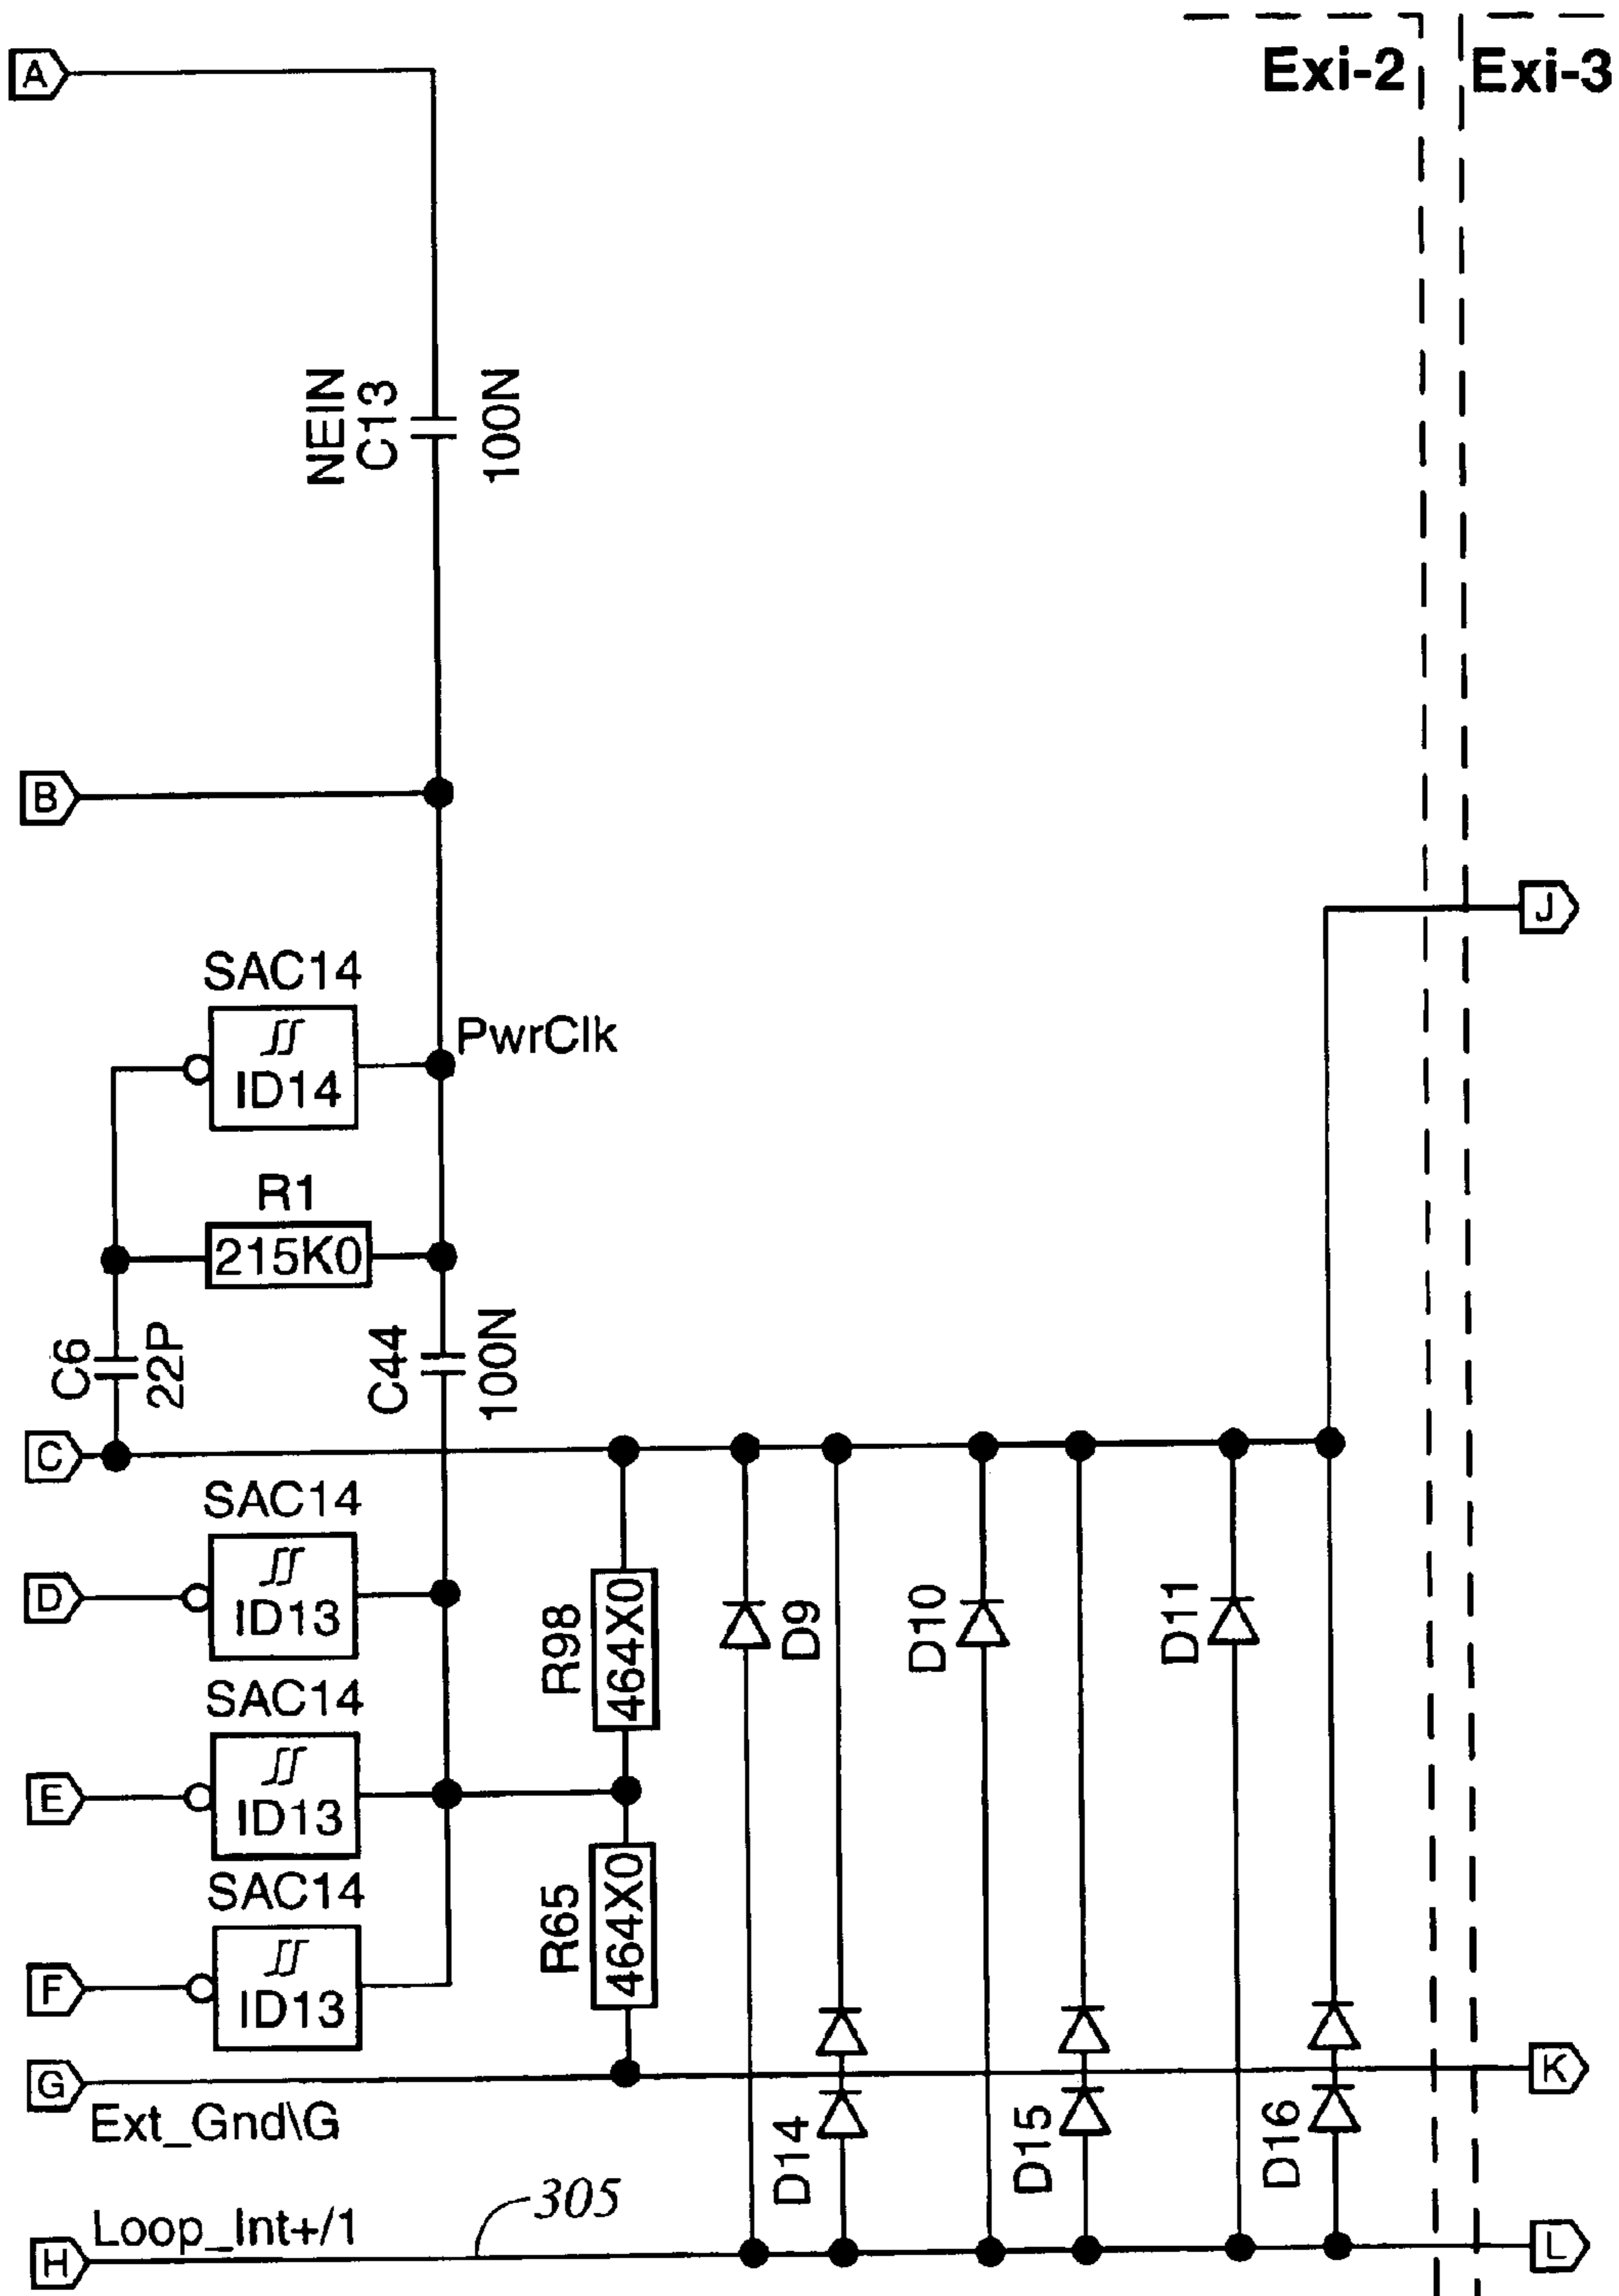 Exi-2
Exi-3
A
NEIN
C13
100N
B
J
SAC14
ID14
PwrClk
R1
215K0
C6
22P
C44
100N
C
SAC14
D
ID13
R98
464X0
D9
D10
D11
SAC14
E
ID13
SAC14
F
ID13
R65
464X0
G
K
Ext_Gnd\G
D14
D15
D16
305
Loop_Int+/1
H
L